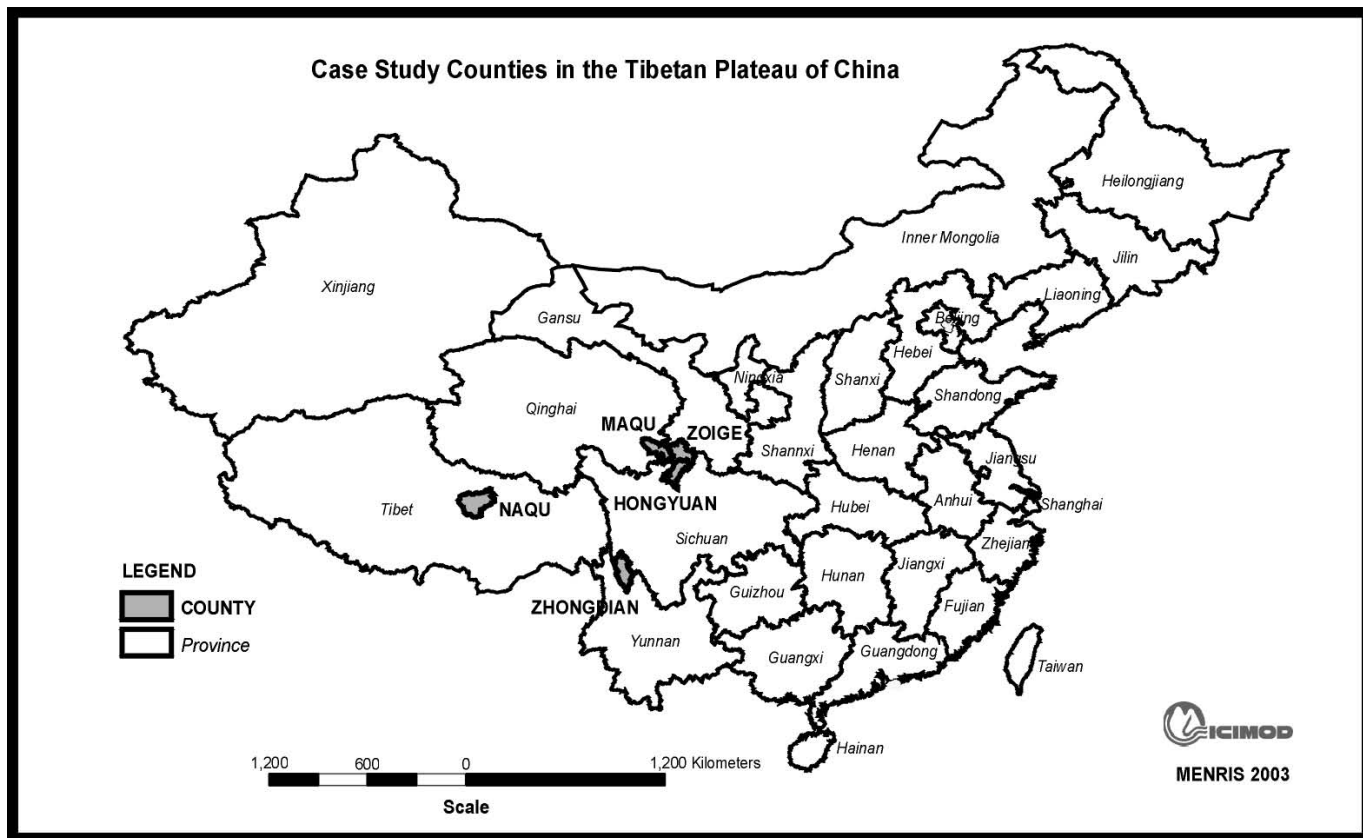 Case Study Counties in the Tibetan Plateau of China
Heilongjiang
Inner Mongolia
Jilin
Xinjiang
Liaoning
Gansu
Beijing
Hebei
Ningxia
Shanxi
Shandong
Qinghai
MAQU
ZOIGE
Shannxi
Henan
Jiangsu
Tibet
NAQU
HONGYUAN
Hubei
Anhui
Shanghai
Sichuan
Zhejian
LEGEND
COUNTY
Province
Jiangxi
Hunan
Guizhou
ZHONGDIAN
Fujian
Yunnan
Guangxi
Guangdong
Taiwan
Hainan
ICIMOD
MENRIS 2003
1,200 600 0 1,200 Kilometers
Scale